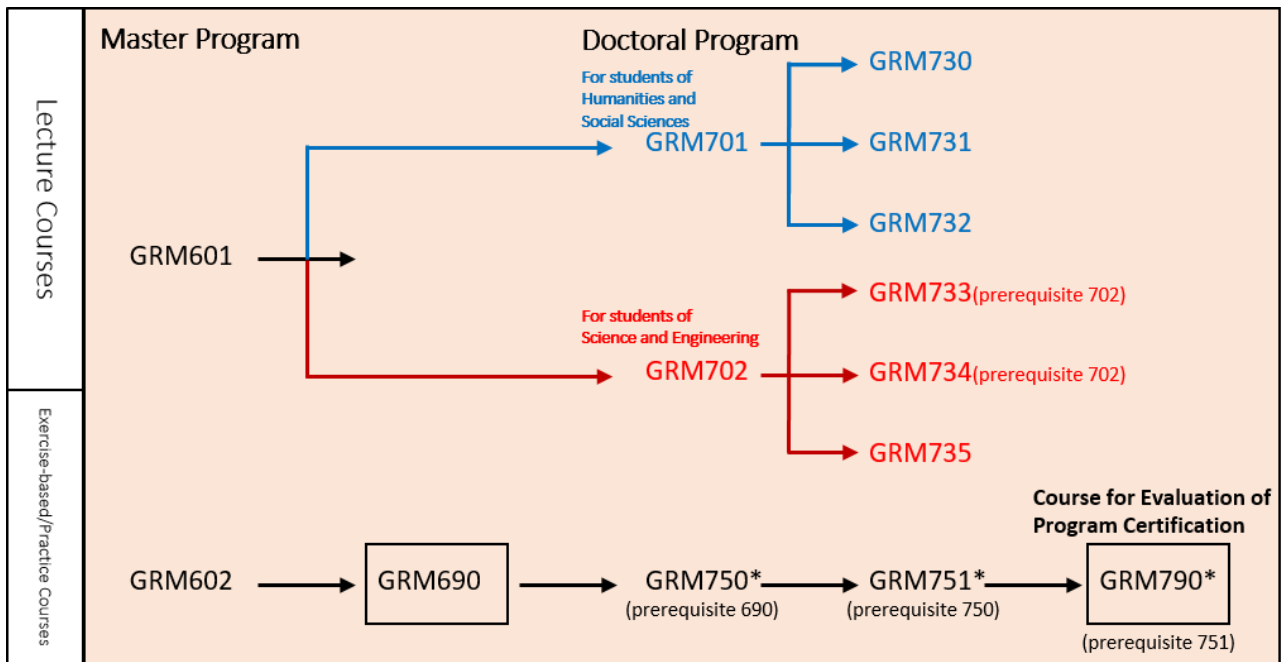 Lecture Courses
Master Program
Doctoral Program
For students of
Humanities and
Social Sciences
GRM701
GRM730
GRM731
GRM732
GRM601
For students of
Science and Engineering
GRM702
GRM733(prerequisite 702)
GRM734(prerequisite 702)
GRM735
Exercise-based/Practice Courses
Course for Evaluation of
Program Certification
GRM602
GRM690
GRM750*
(prerequisite 690)
GRM751*
(prerequisite 750)
GRM790*
(prerequisite 751)